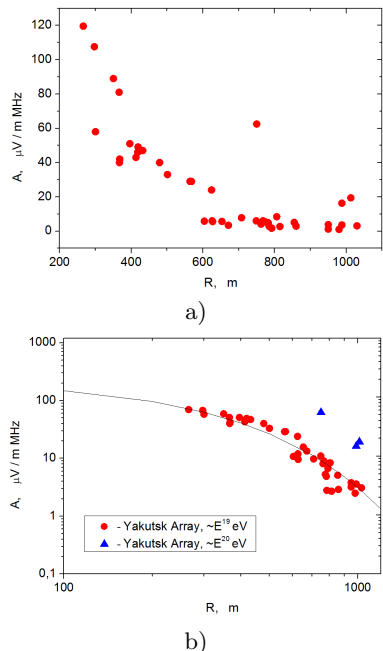 120
100
80
60
40
20
0
A, μV / m MHz
200 400 600 800 1000
R, m
a)
1000
100
10
1
0,1
A, μV / m MHz
- Yakutsk Array, ~E¹⁹ eV
- Yakutsk Array, ~E²⁰ eV
100 1000
R, m
b)